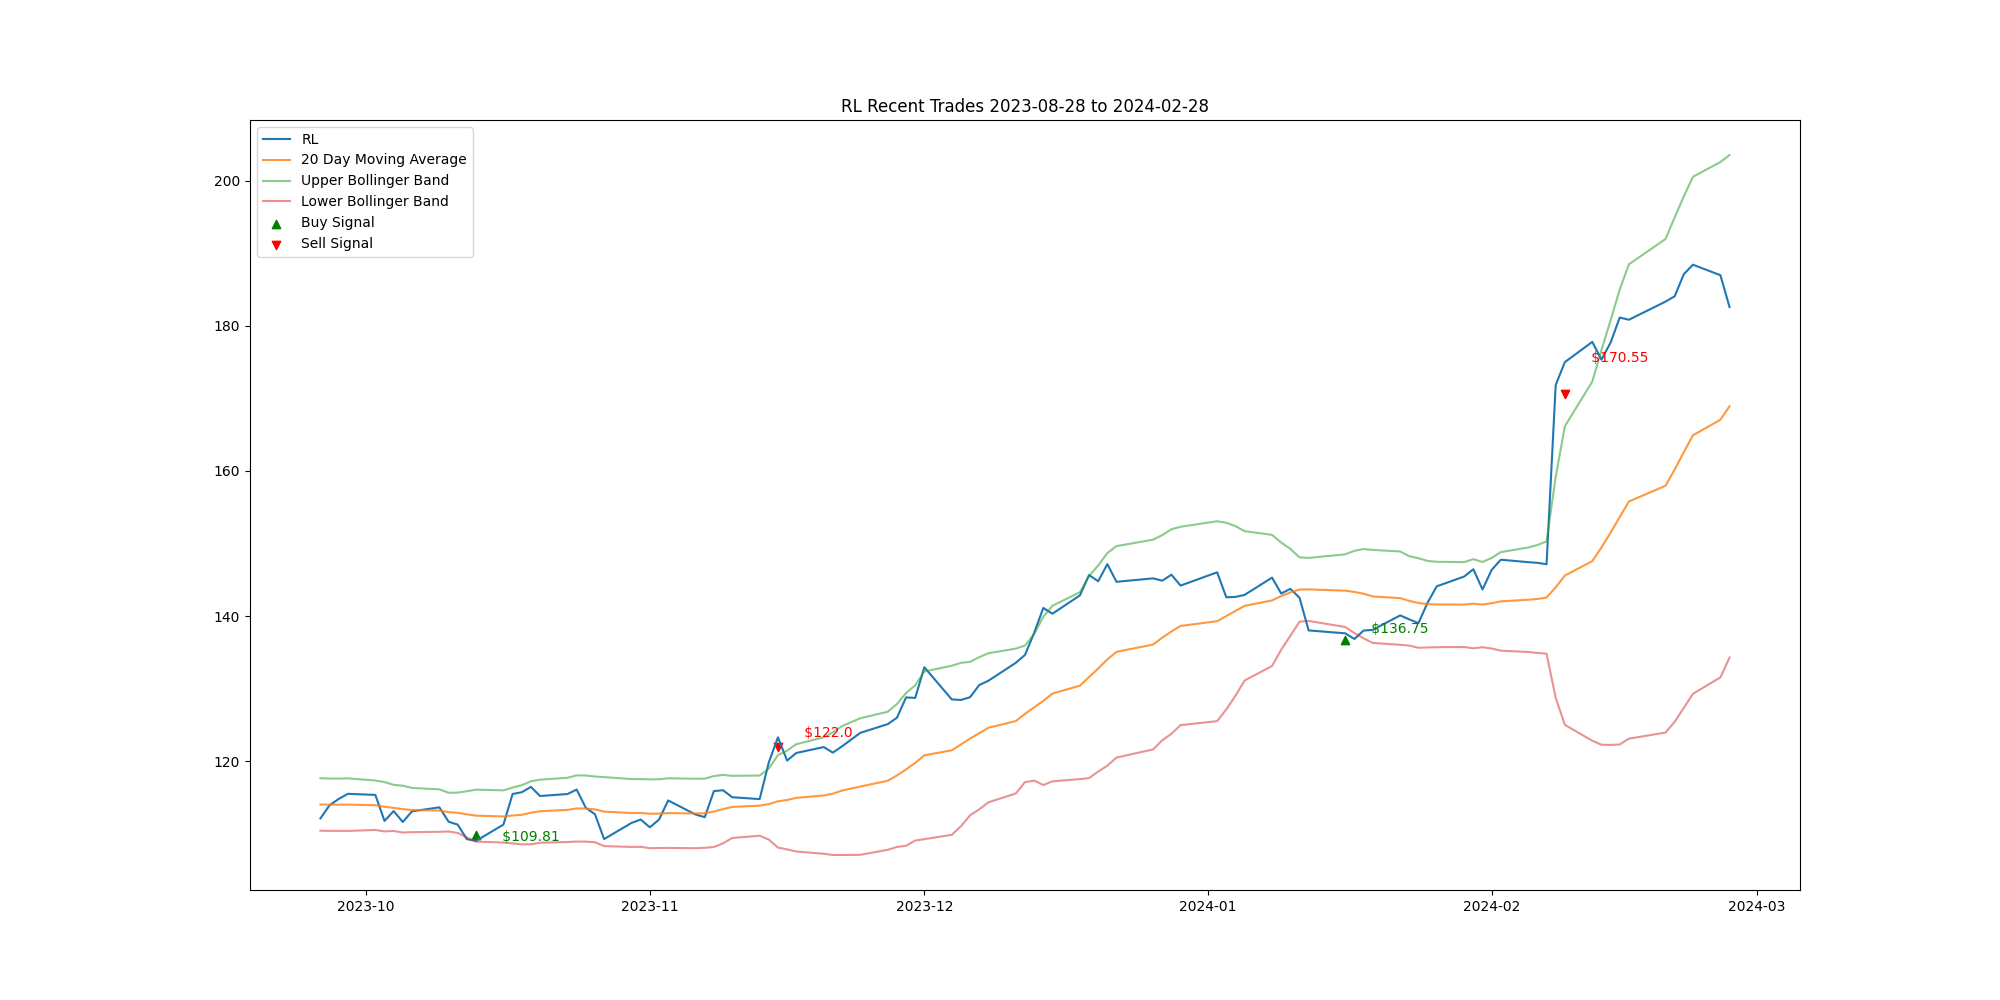 RL Recent Trades 2023-08-28 to 2024-02-28
RL
20 Day Moving Average
Upper Bollinger Band
Lower Bollinger Band
Buy Signal
Sell Signal
200
180
160
140
120
$170.55
$136.75
$122.0
$109.81
2023-10
2023-11
2023-12
2024-01
2024-02
2024-03